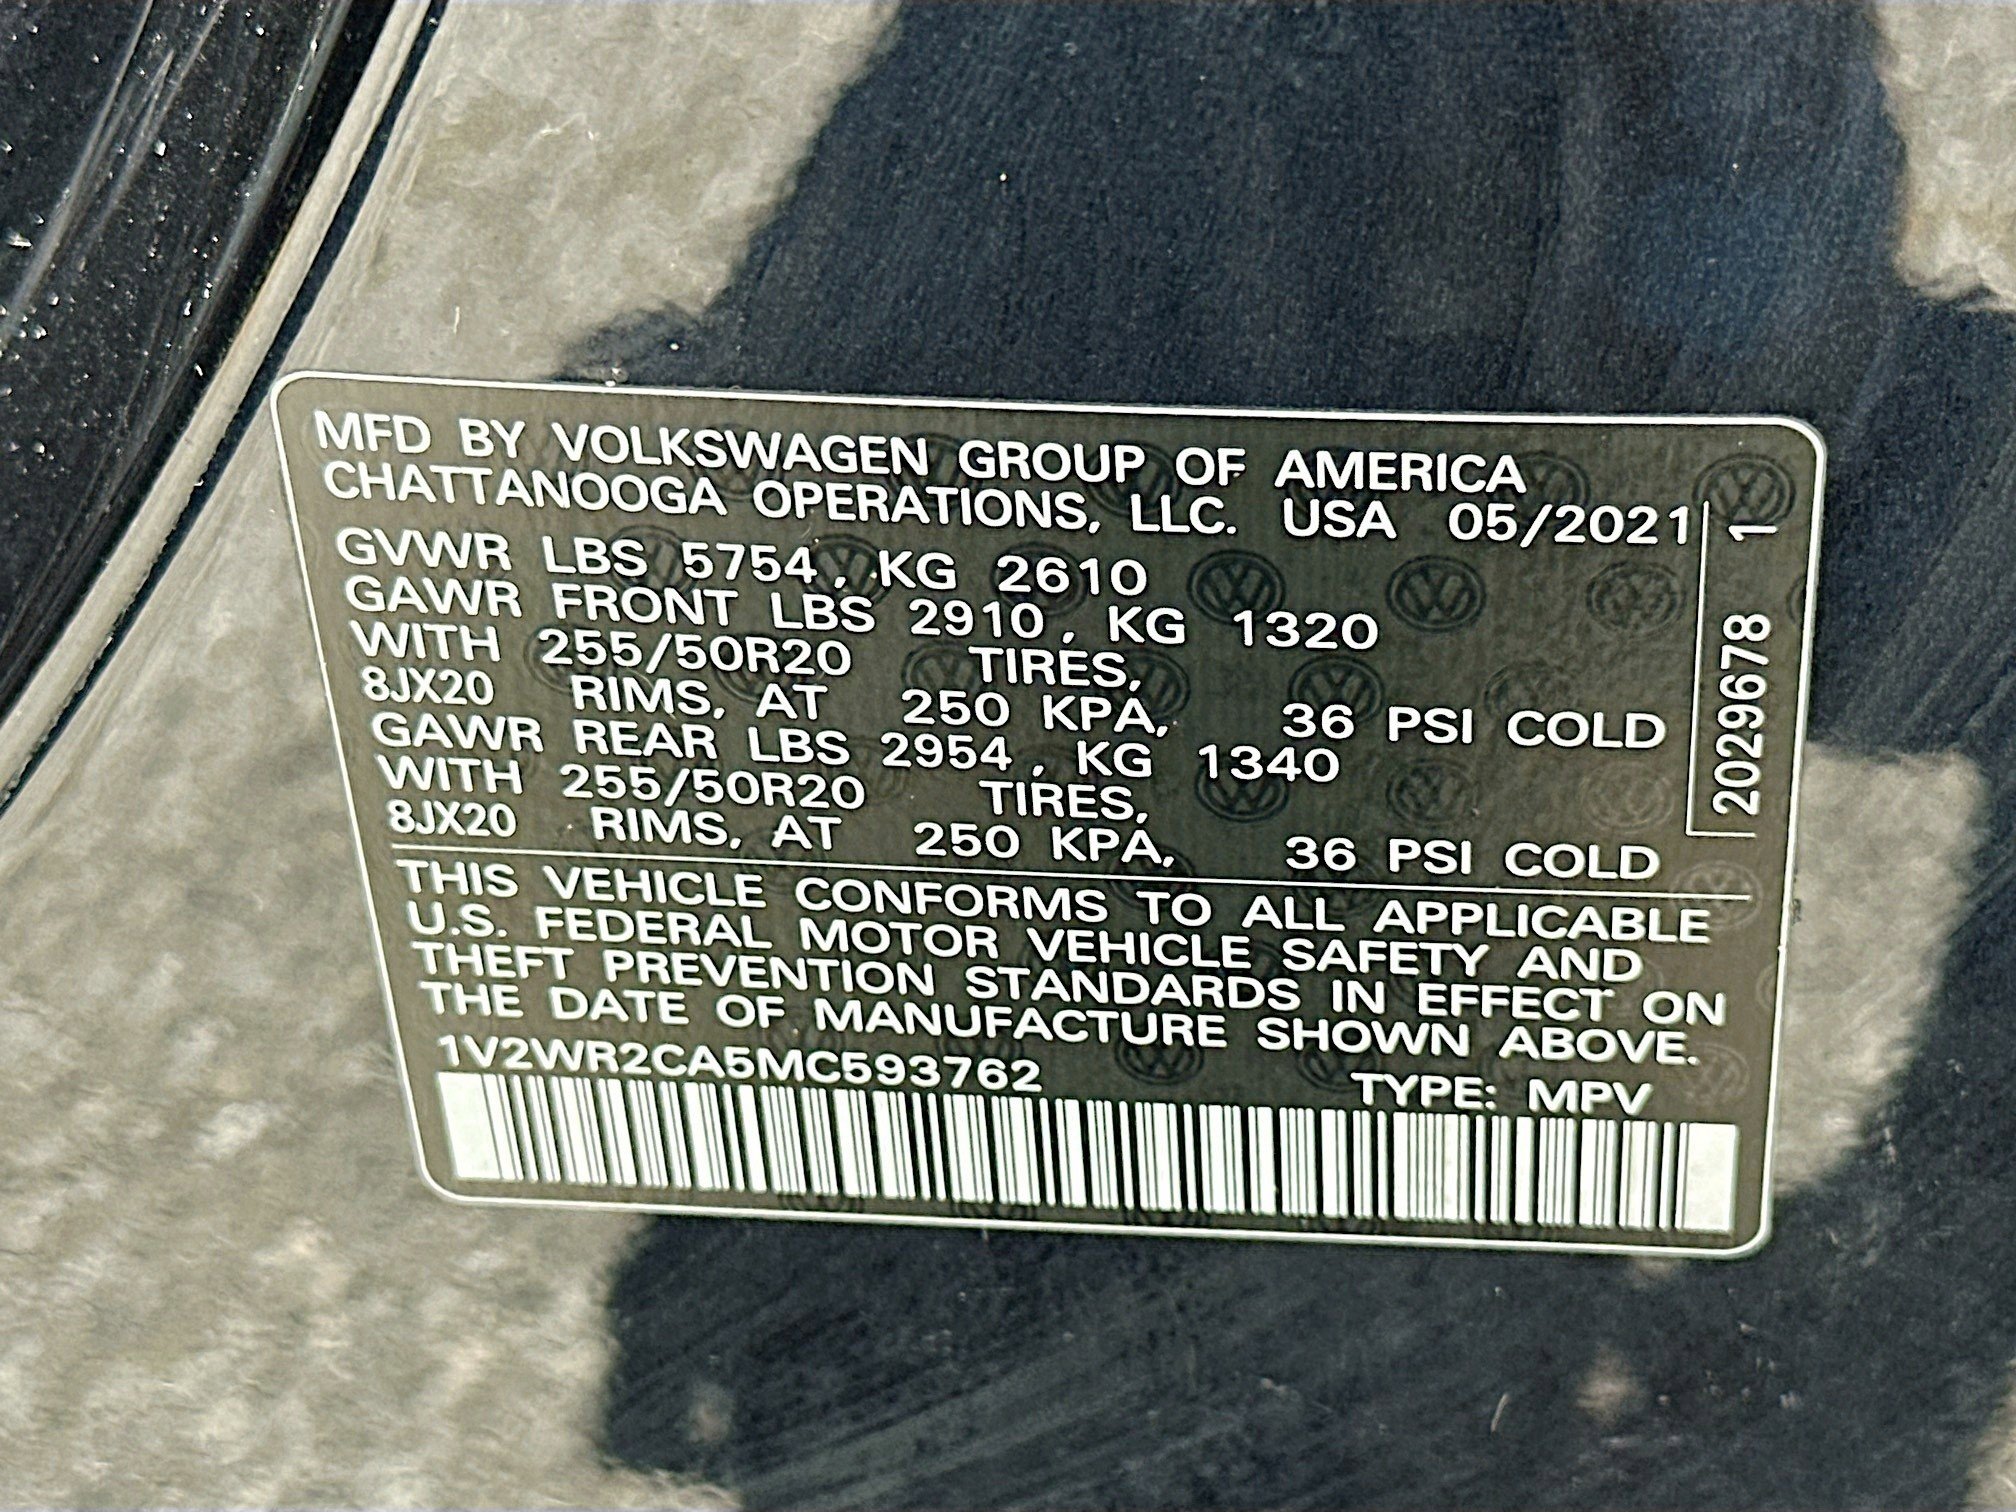 MFD BY VOLKSWAGEN GROUP OF AMERICA
CHATTANOOGA OPERATIONS, LLC. USA 05/2021
GVWR LBS 5754, KG 2610
GAWR FRONT LBS 2910, KG 1320
WITH 255/50R20 TIRES,
8JX20 RIMS, AT 250 KPA, 36 PSI COLD
GAWR REAR LBS 2954, KG 1340
WITH 255/50R20 TIRES,
8JX20 RIMS, AT 250 KPA, 36 PSI COLD
THIS VEHICLE CONFORMS TO ALL APPLICABLE
U.S. FEDERAL MOTOR VEHICLE SAFETY AND
THEFT PREVENTION STANDARDS IN EFFECT ON
THE DATE OF MANUFACTURE SHOWN ABOVE.
1V2WR2CA5MC593762 TYPE: MPV
20296781 1